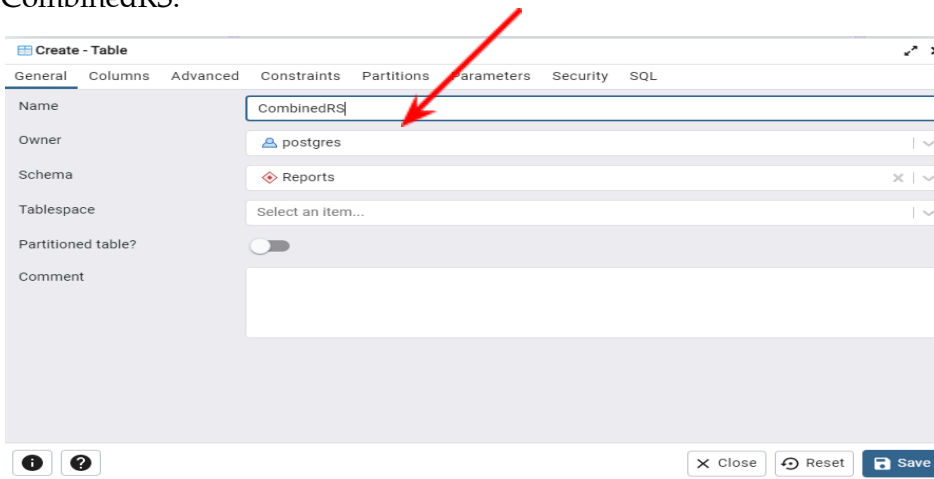 CombinedRS.
Create - Table
General Columns Advanced Constraints Partitions Parameters Security SQL
Name CombinedRS
Owner postgres
Schema Reports
Tablespace Select an item...
Partitioned table?
Comment
Close Reset Save